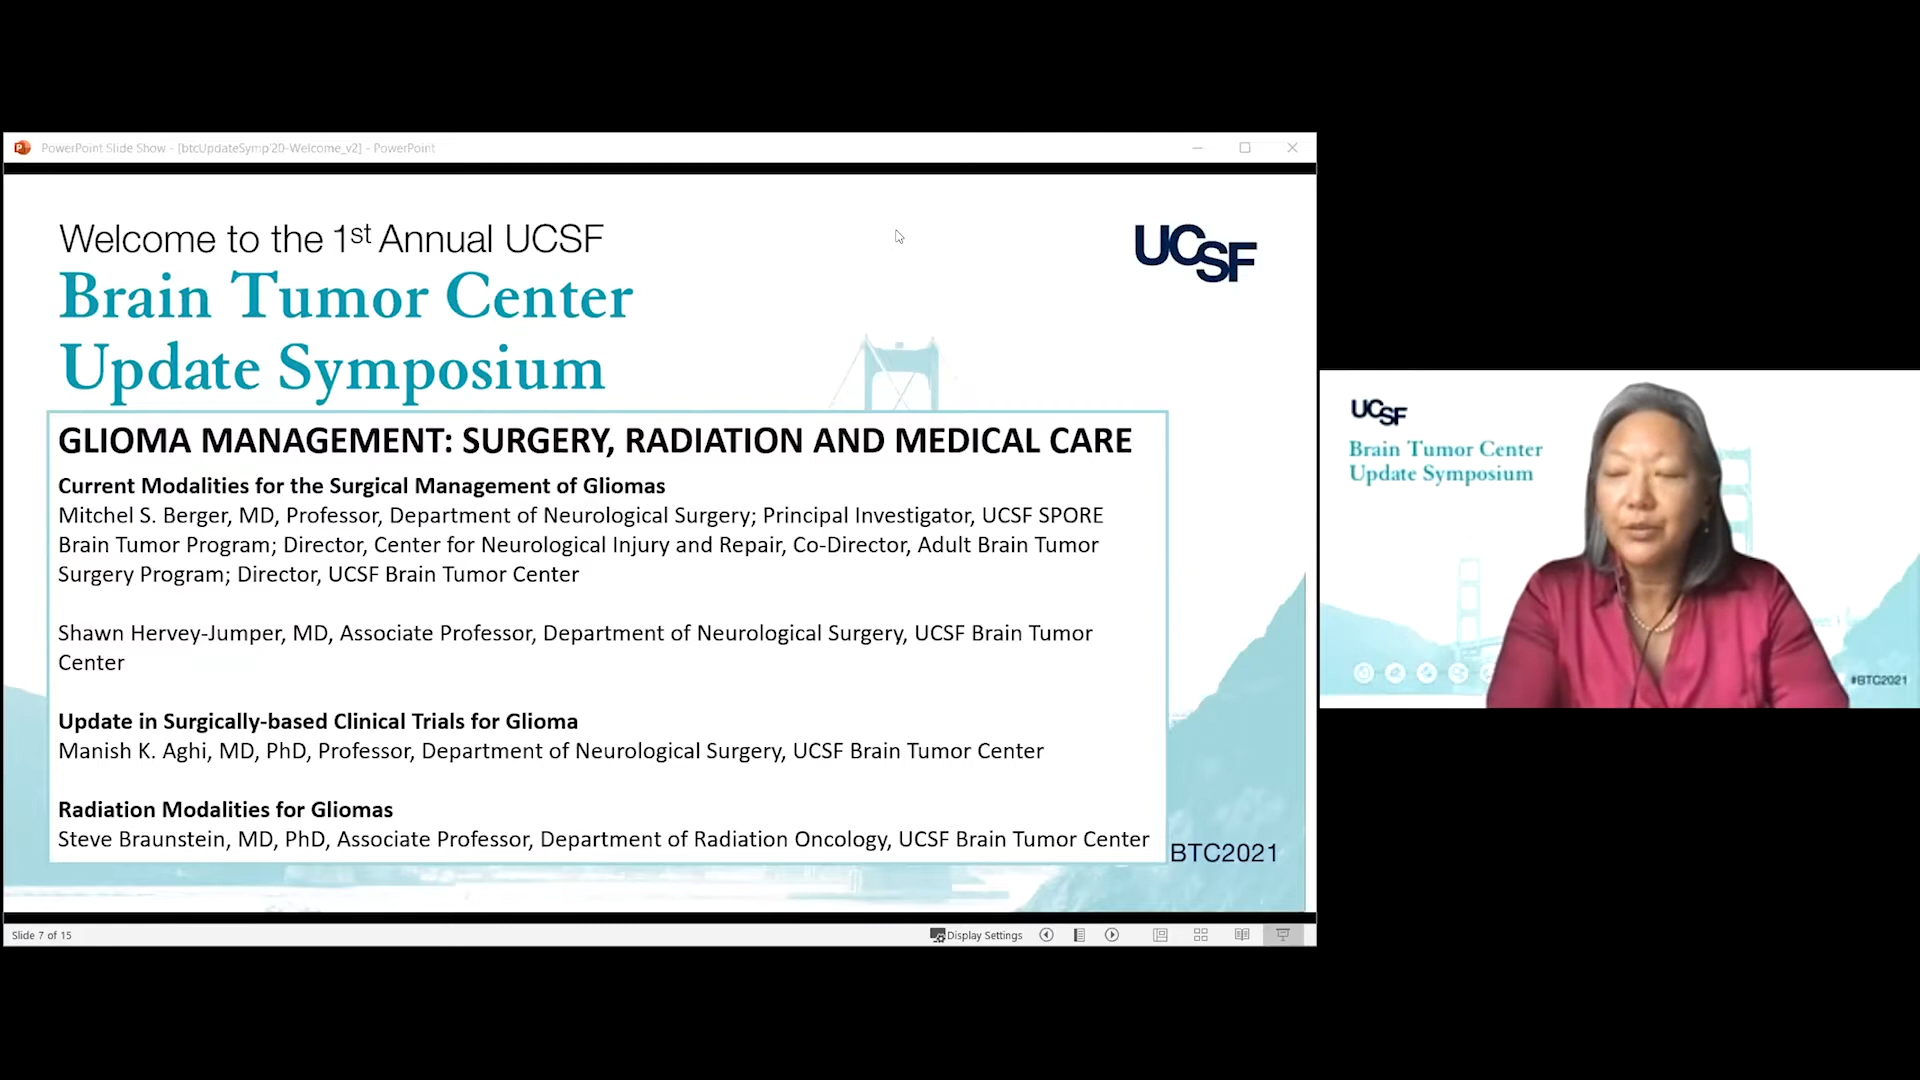 PowerPoint Slide Show - [btcUpdateSymp'20-Welcome_v2] - PowerPoint
Welcome to the 1st Annual UCSF
Brain Tumor Center
Update Symposium
UCSF
GLIOMA MANAGEMENT: SURGERY, RADIATION AND MEDICAL CARE
Current Modalities for the Surgical Management of Gliomas
Mitchel S. Berger, MD, Professor, Department of Neurological Surgery; Principal Investigator, UCSF SPORE
Brain Tumor Program; Director, Center for Neurological Injury and Repair, Co-Director, Adult Brain Tumor
Surgery Program; Director, UCSF Brain Tumor Center
Shawn Hervey-Jumper, MD, Associate Professor, Department of Neurological Surgery, UCSF Brain Tumor
Center
Update in Surgically-based Clinical Trials for Glioma
Manish K. Aghi, MD, PhD, Professor, Department of Neurological Surgery, UCSF Brain Tumor Center
Radiation Modalities for Gliomas
Steve Braunstein, MD, PhD, Associate Professor, Department of Radiation Oncology, UCSF Brain Tumor Center
BTC2021
Slide 7 of 15
Display Settings
UCSF
Brain Tumor Center
Update Symposium
#BTC2021